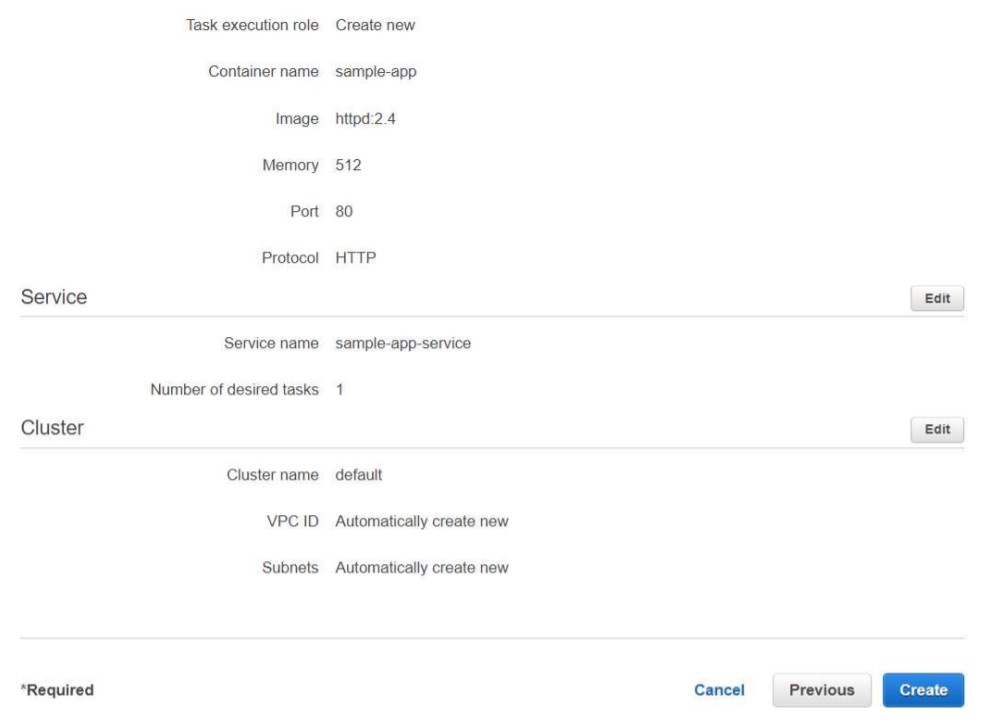 Task execution role Create new
Container name sample-app
Image httpd:2.4
Memory 512
Port 80
Protocol HTTP
Service Edit
Service name sample-app-service
Number of desired tasks 1
Cluster Edit
Cluster name default
VPC ID Automatically create new
Subnets Automatically create new
*Required Cancel Previous Create